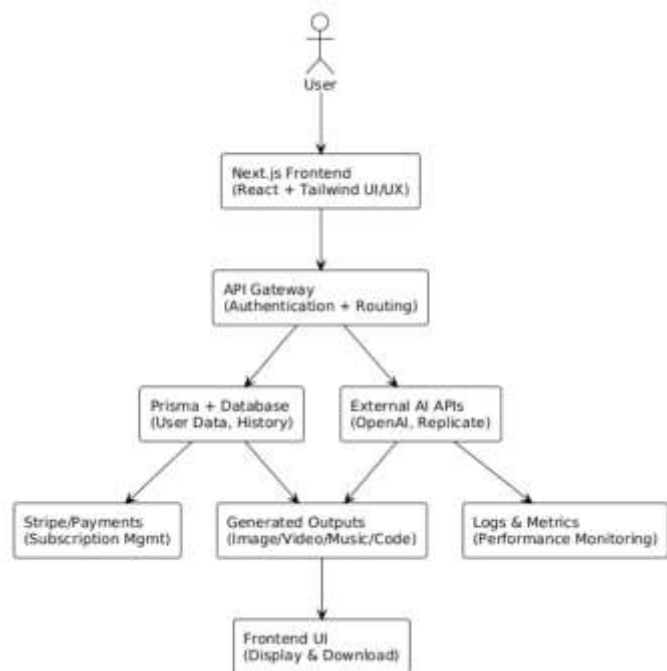 User
Next.js Frontend
(React + Tailwind UI/UX)
API Gateway
(Authentication + Routing)
Prisma + Database
(User Data, History)
External AI APIs
(OpenAI, Replicate)
Stripe/Payments
(Subscription Mgmt)
Generated Outputs
(Image/Video/Music/Code)
Logs & Metrics
(Performance Monitoring)
Frontend UI
(Display & Download)